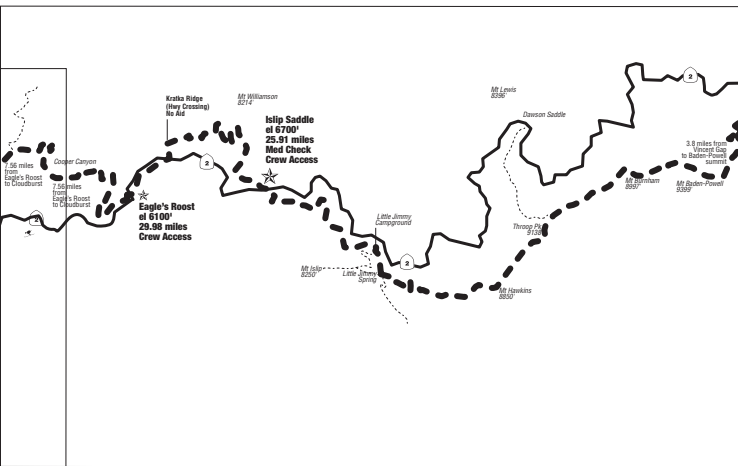 7.56 miles
from
Eagle's Roost
to Cloudburst
Cooper Canyon
7.56 miles
from
Eagle's Roost
to Cloudburst
2
Kratka Ridge
(Hwy Crossing)
No Aid
Mt Williamson
8214'
2
Islip Saddle
el 6700'
25.91 miles
Med Check
Crew Access
Eagle's Roost
el 6100'
29.98 miles
Crew Access
Little Jimmy
Campground
Mt Islip
8250'
Little Jimmy
Spring
2
Mt Lewis
8396'
Dawson Saddle
Throop Pk
9138'
Mt Hawkins
8850'
2
3.8 miles from
Vincent Gap
to Baden-Powell
summit
Mt Burnham
8997'
Mt Baden-Powell
9399'